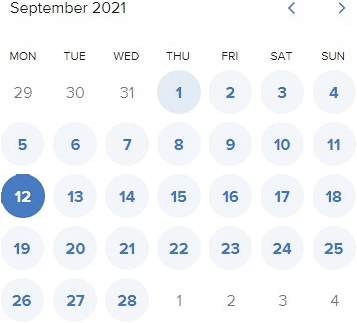 September 2021
MON TUE WED THU FRI SAT SUN
29 30 31 1 2 3 4
5 6 7 8 9 10 11
12 13 14 15 16 17 18
19 20 21 22 23 24 25
26 27 28 1 2 3 4